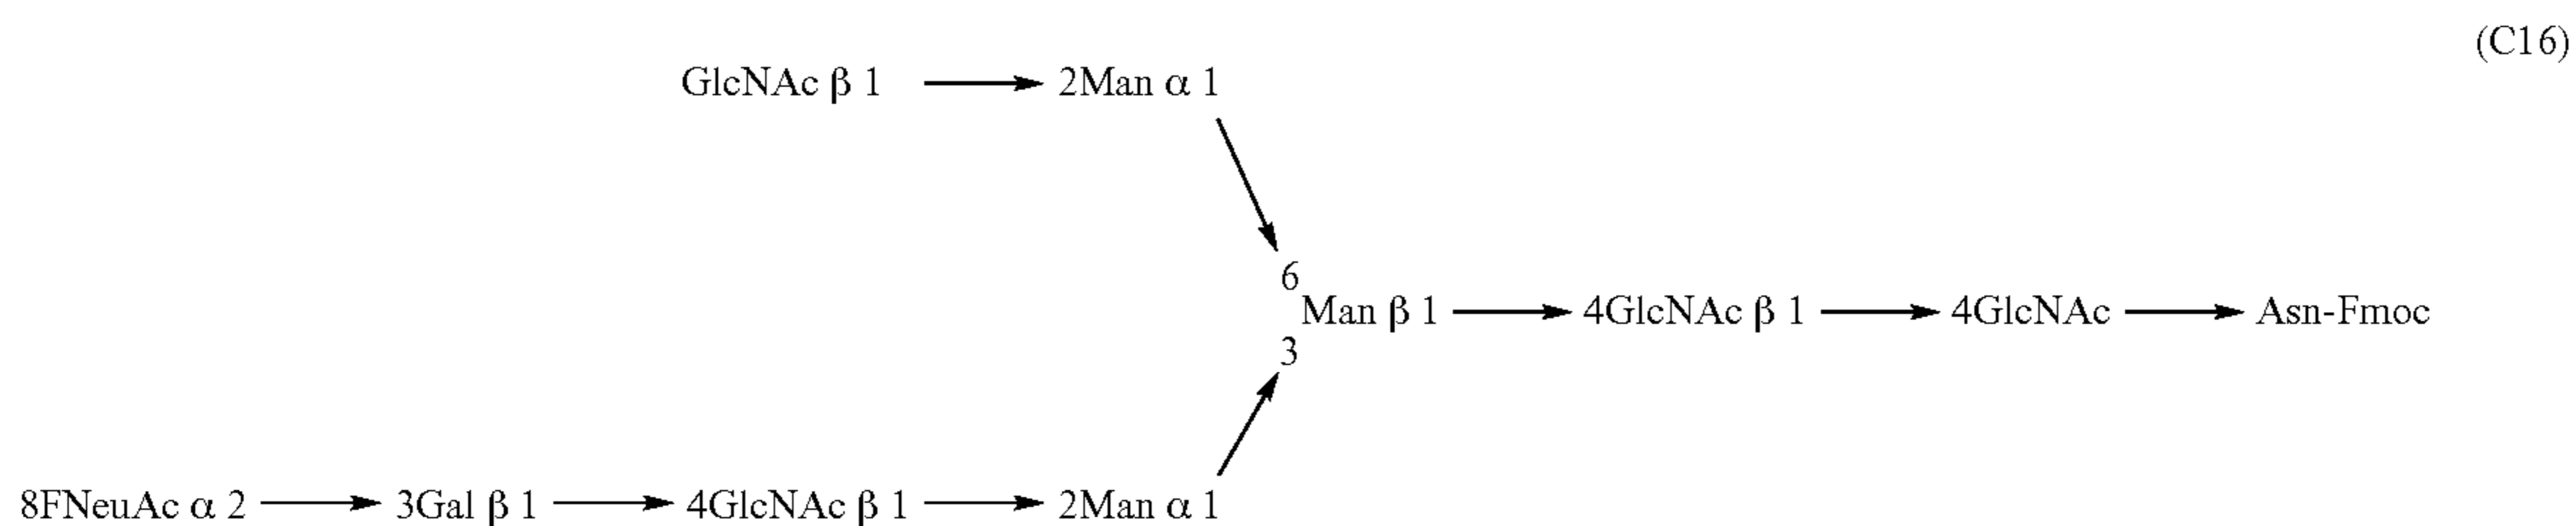 (C16)
GlcNAc β 1 ⟶ 2Man α 1
6
Man β 1 ⟶ 4GlcNAc β 1 ⟶ 4GlcNAc ⟶ Asn-Fmoc
3
8FNeuAc α 2 ⟶ 3Gal β 1 ⟶ 4GlcNAc β 1 ⟶ 2Man α 1